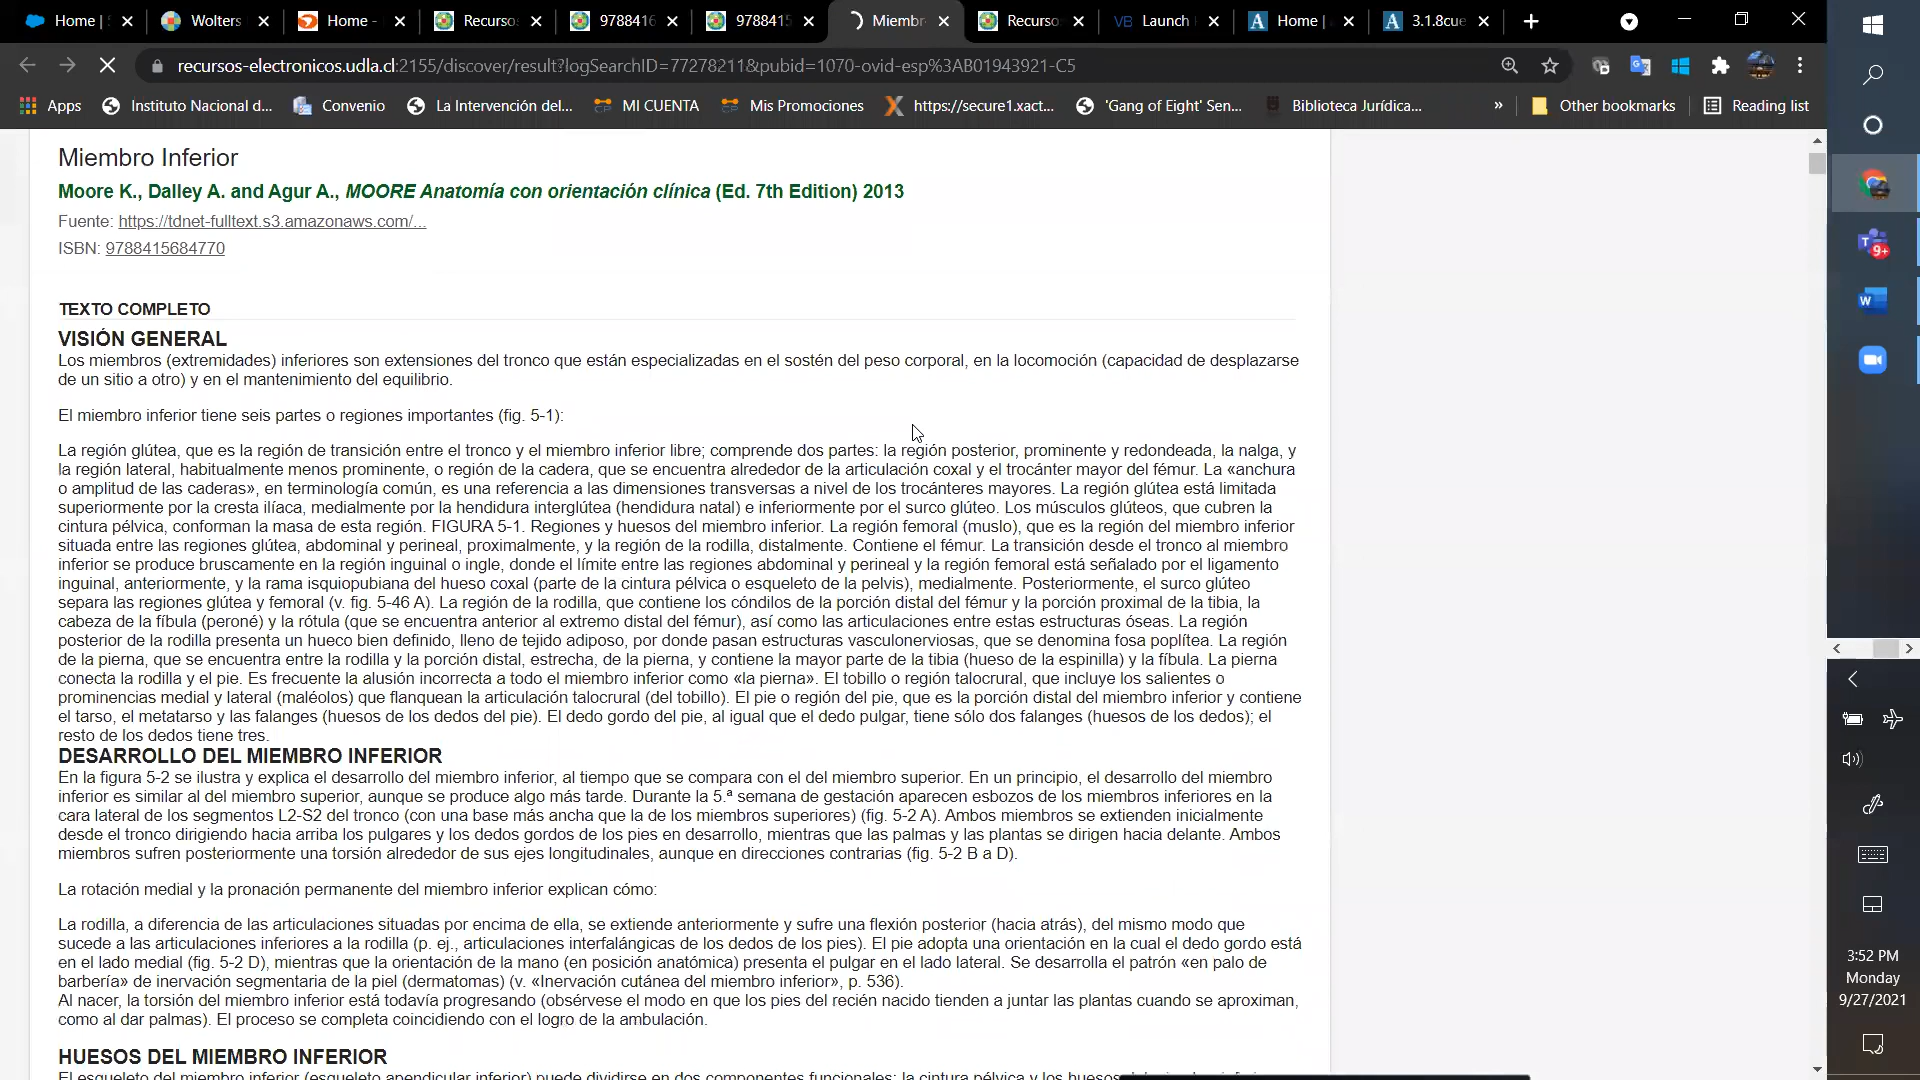 Home | S
Wolters
Home -
Recurso
978841
978841
Miembr
Recurso
VB Launch
A Home |
A 3.1.8cue
recursos-electronicos.udla.cl:2155/discover/result?logSearchID=77278211&pubid=1070-ovid-esp%3AB01943921-C5
Apps
Instituto Nacional d...
Convenio
La Intervención del...
MI CUENTA
Mis Promociones
https://secure1.xact...
'Gang of Eight' Sen...
Biblioteca Jurídica...
»
Other bookmarks
Reading list
Miembro Inferior
Moore K., Dalley A. and Agur A., MOORE Anatomía con orientación clínica (Ed. 7th Edition) 2013
Fuente: https://tdnet-fulltext.s3.amazonaws.com/...
ISBN: 9788415684770
TEXTO COMPLETO
VISIÓN GENERAL
Los miembros (extremidades) inferiores son extensiones del tronco que están especializadas en el sostén del peso corporal, en la locomoción (capacidad de desplazarse
de un sitio a otro) y en el mantenimiento del equilibrio.
El miembro inferior tiene seis partes o regiones importantes (fig. 5-1):
La región glútea, que es la región de transición entre el tronco y el miembro inferior libre; comprende dos partes: la región posterior, prominente y redondeada, la nalga, y
la región lateral, habitualmente menos prominente, o región de la cadera, que se encuentra alrededor de la articulación coxal y el trocánter mayor del fémur. La «anchura
o amplitud de las caderas», en terminología común, es una referencia a las dimensiones transversas a nivel de los trocánteres mayores. La región glútea está limitada
superiormente por la cresta ilíaca, medialmente por la hendidura interglútea (hendidura natal) e inferiormente por el surco glúteo. Los músculos glúteos, que cubren la
cintura pélvica, conforman la masa de esta región. FIGURA 5-1. Regiones y huesos del miembro inferior. La región femoral (muslo), que es la región del miembro inferior
situada entre las regiones glútea, abdominal y perineal, proximalmente, y la región de la rodilla, distalmente. Contiene el fémur. La transición desde el tronco al miembro
inferior se produce bruscamente en la región inguinal o ingle, donde el límite entre las regiones abdominal y perineal y la región femoral está señalado por el ligamento
inguinal, anteriormente, y la rama isquiopubiana del hueso coxal (parte de la cintura pélvica o esqueleto de la pelvis), medialmente. Posteriormente, el surco glúteo
separa las regiones glútea y femoral (v. fig. 5-46 A). La región de la rodilla, que contiene los cóndilos de la porción distal del fémur y la porción proximal de la tibia, la
cabeza de la fíbula (peroné) y la rótula (que se encuentra anterior al extremo distal del fémur), así como las articulaciones entre estas estructuras óseas. La región
posterior de la rodilla presenta un hueco bien definido, lleno de tejido adiposo, por donde pasan estructuras vasculonerviosas, que se denomina fosa poplítea. La región
de la pierna, que se encuentra entre la rodilla y la porción distal, estrecha, de la pierna, y contiene la mayor parte de la tibia (hueso de la espinilla) y la fíbula. La pierna
conecta la rodilla y el pie. Es frecuente la alusión incorrecta a todo el miembro inferior como «la pierna». El tobillo o región talocrural, que incluye los salientes o
prominencias medial y lateral (maléolos) que flanquean la articulación talocrural (del tobillo). El pie o región del pie, que es la porción distal del miembro inferior y contiene
el tarso, el metatarso y las falanges (huesos de los dedos del pie). El dedo gordo del pie, al igual que el dedo pulgar, tiene sólo dos falanges (huesos de los dedos); el
resto de los dedos tiene tres.
DESARROLLO DEL MIEMBRO INFERIOR
En la figura 5-2 se ilustra y explica el desarrollo del miembro inferior, al tiempo que se compara con el del miembro superior. En un principio, el desarrollo del miembro
inferior es similar al del miembro superior, aunque se produce algo más tarde. Durante la 5.ª semana de gestación aparecen esbozos de los miembros inferiores en la
cara lateral de los segmentos L2-S2 del tronco (con una base más ancha que la de los miembros superiores) (fig. 5-2 A). Ambos miembros se extienden inicialmente
desde el tronco dirigiendo hacia arriba los pulgares y los dedos gordos de los pies en desarrollo, mientras que las palmas y las plantas se dirigen hacia delante. Ambos
miembros sufren posteriormente una torsión alrededor de sus ejes longitudinales, aunque en direcciones contrarias (fig. 5-2 B a D).
La rotación medial y la pronación permanente del miembro inferior explican cómo:
La rodilla, a diferencia de las articulaciones situadas por encima de ella, se extiende anteriormente y sufre una flexión posterior (hacia atrás), del mismo modo que
sucede a las articulaciones inferiores a la rodilla (p. ej., articulaciones interfalángicas de los dedos de los pies). El pie adopta una orientación en la cual el dedo gordo está
en el lado medial (fig. 5-2 D), mientras que la orientación de la mano (en posición anatómica) presenta el pulgar en el lado lateral. Se desarrolla el patrón «en palo de
barbería» de inervación segmentaria de la piel (dermatomas) (v. «Inervación cutánea del miembro inferior», p. 536).
Al nacer, la torsión del miembro inferior está todavía progresando (obsérvese el modo en que los pies del recién nacido tienden a juntar las plantas cuando se aproximan,
como al dar palmas). El proceso se completa coincidiendo con el logro de la ambulación.
HUESOS DEL MIEMBRO INFERIOR
El esqueleto del miembro inferior (esqueleto apendicular inferior) puede dividirse en dos componentes funcionales: la cintura pélvica y los huesos
9+
3:52 PM
Monday
9/27/2021